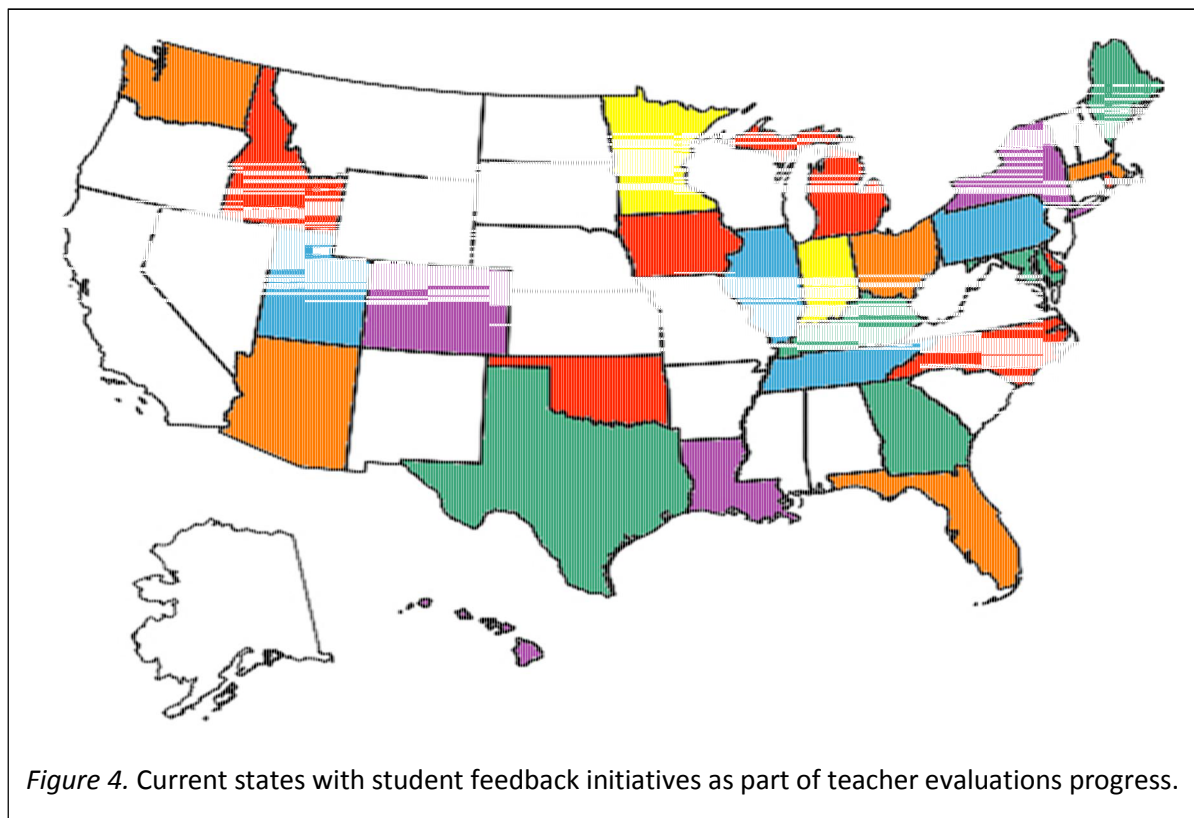 Figure 4. Current states with student feedback initiatives as part of teacher evaluations progress.